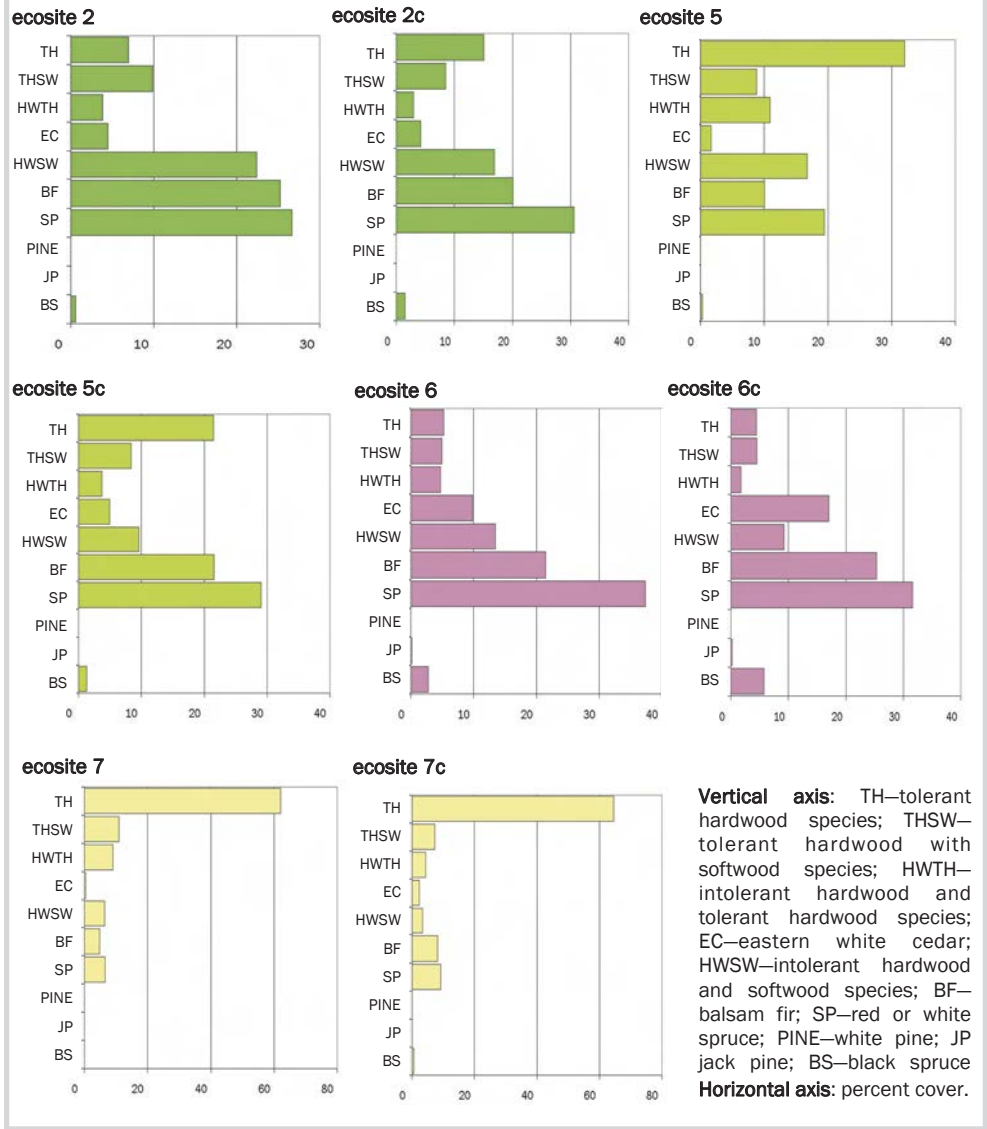 ecosite 2
TH
THSW
HWTH
EC
HWSW
BF
SP
PINE
JP
BS
0 10 20 30
ecosite 2c
TH
THSW
HWTH
EC
HWSW
BF
SP
PINE
JP
BS
0 10 20 30 40
ecosite 5
TH
THSW
HWTH
EC
HWSW
BF
SP
PINE
JP
BS
0 10 20 30 40
ecosite 5c
TH
THSW
HWTH
EC
HWSW
BF
SP
PINE
JP
BS
0 10 20 30 40
ecosite 6
TH
THSW
HWTH
EC
HWSW
BF
SP
PINE
JP
BS
0 10 20 30 40
ecosite 6c
TH
THSW
HWTH
EC
HWSW
BF
SP
PINE
JP
BS
0 10 20 30 40
ecosite 7
TH
THSW
HWTH
EC
HWSW
BF
SP
PINE
JP
BS
0 20 40 60 80
ecosite 7c
TH
THSW
HWTH
EC
HWSW
BF
SP
PINE
JP
BS
0 20 40 60 80
Vertical axis: TH—tolerant
hardwood species; THSW—
tolerant hardwood with
softwood species; HWTH—
intolerant hardwood and
tolerant hardwood species;
EC—eastern white cedar;
HWSW—intolerant hardwood
and softwood species; BF—
balsam fir; SP—red or white
spruce; PINE—white pine; JP
jack pine; BS—black spruce
Horizontal axis: percent cover.